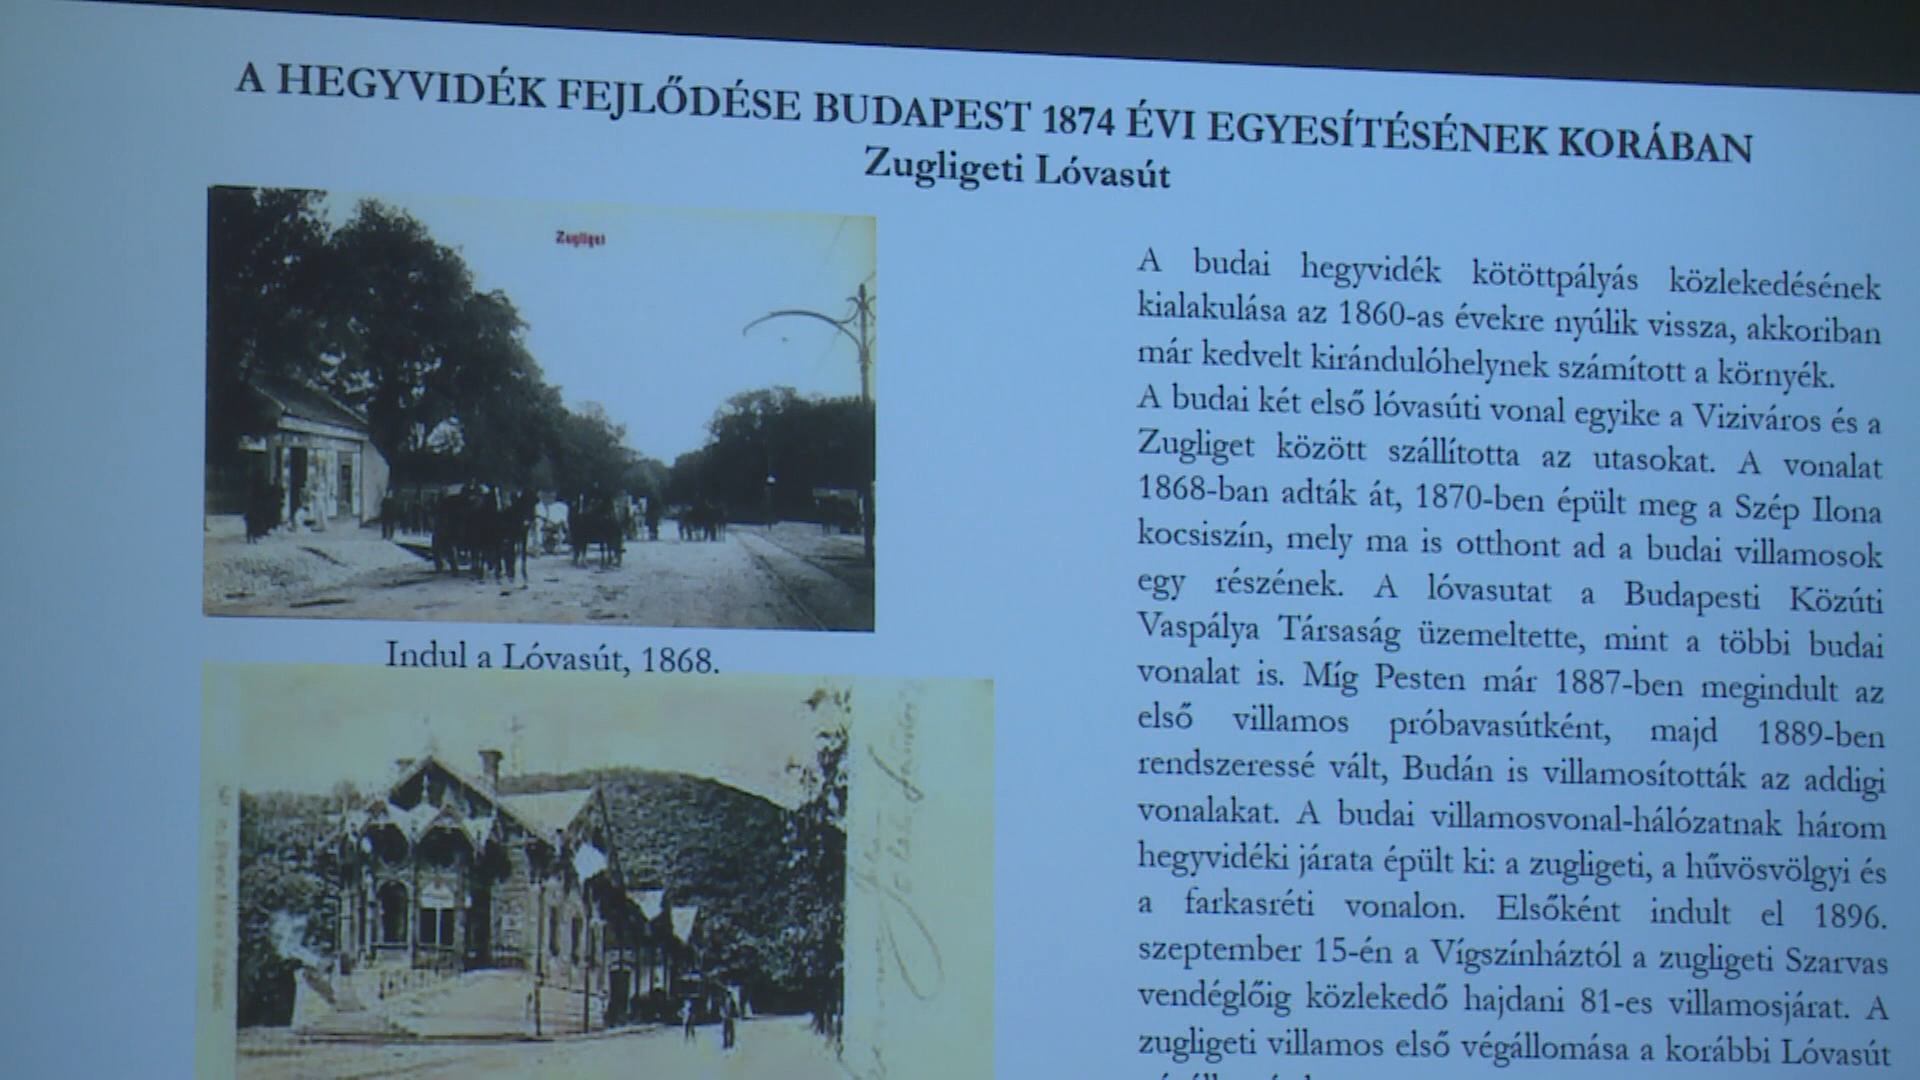 A HEGYVIDÉK FEJLŐDÉSE BUDAPEST 1874 ÉVI EGYESÍTÉSÉNEK KORÁBAN
Zugligeti Lóvasút
Zugliget
Indul a Lóvasút, 1868.
A budai hegyvidék kötöttpályás közlekedésének
kialakulása az 1860-as évekre nyúlik vissza, akkoriban
már kedvelt kirándulóhelynek számított a környék.
A budai két első lóvasúti vonal egyike a Viziváros és a
Zugliget között szállította az utasokat. A vonalat
1868-ban adták át, 1870-ben épült meg a Szép Ilona
kocsiszín, mely ma is otthont ad a budai villamosok
egy részének. A lóvasutat a Budapesti Közúti
Vaspálya Társaság üzemeltette, mint a többi budai
vonalat is. Míg Pesten már 1887-ben megindult az
első villamos próbavasútként, majd 1889-ben
rendszeressé vált, Budán is villamosították az addigi
vonalakat. A budai villamosvonal-hálózatnak három
hegyvidéki járata épült ki: a zugligeti, a hűvösvölgyi és
a farkasréti vonalon. Elsőként indult el 1896.
szeptember 15-én a Vígszínháztól a zugligeti Szarvas
vendéglőig közlekedő hajdani 81-es villamosjárat. A
zugligeti villamos első végállomása a korábbi Lóvasút